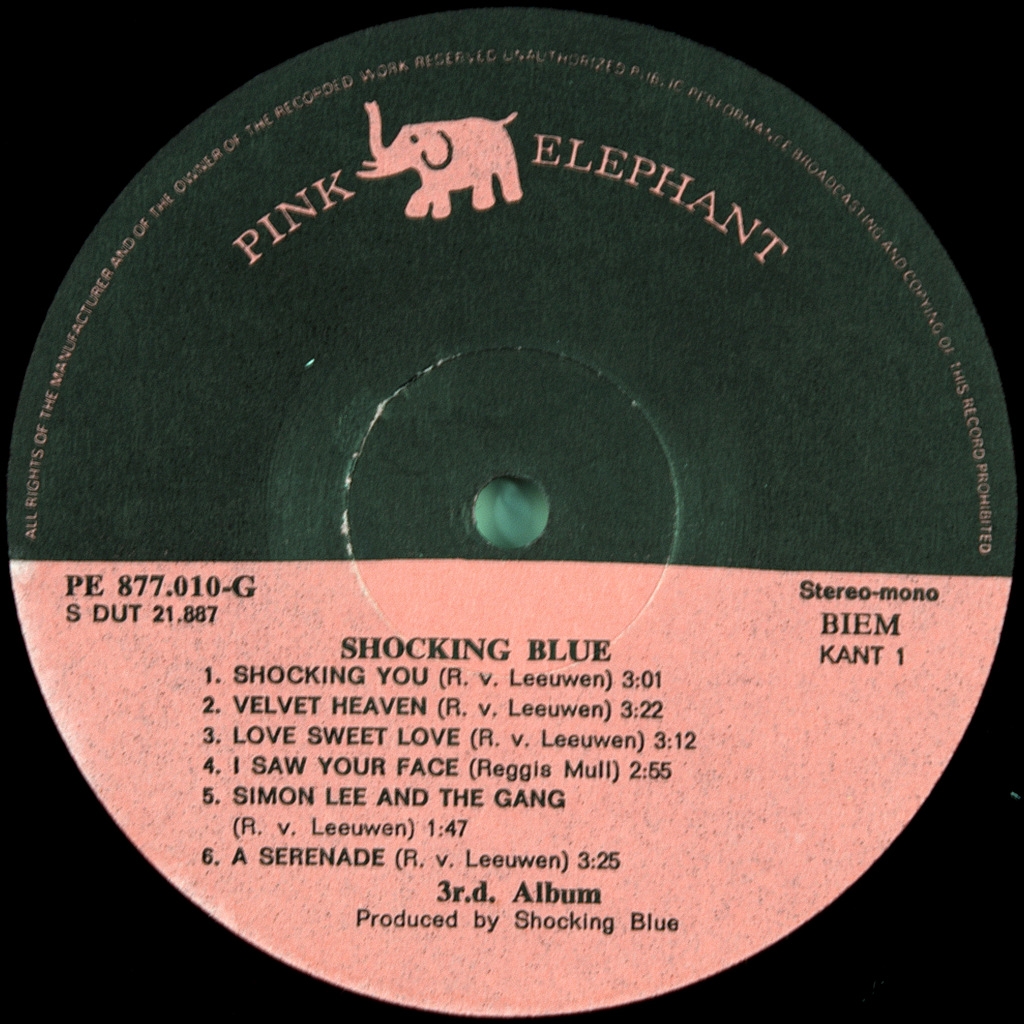 ALL RIGHTS OF THE MANUFACTURER AND OF THE OWNER OF THE RECORDED WORK RESERVED UNAUTHORIZED PUBLIC PERFORMANCE BROADCASTING AND COPYING OF THIS RECORD PROHIBITED
PINK ELEPHANT
PE 877.010-G
S DUT 21.887
Stereo-mono
BIEM
KANT 1
SHOCKING BLUE
1. SHOCKING YOU (R. v. Leeuwen) 3:01
2. VELVET HEAVEN (R. v. Leeuwen) 3:22
3. LOVE SWEET LOVE (R. v. Leeuwen) 3:12
4. I SAW YOUR FACE (Reggis Mull) 2:55
5. SIMON LEE AND THE GANG
(R. v. Leeuwen) 1:47
6. A SERENADE (R. v. Leeuwen) 3:25
3r.d. Album
Produced by Shocking Blue